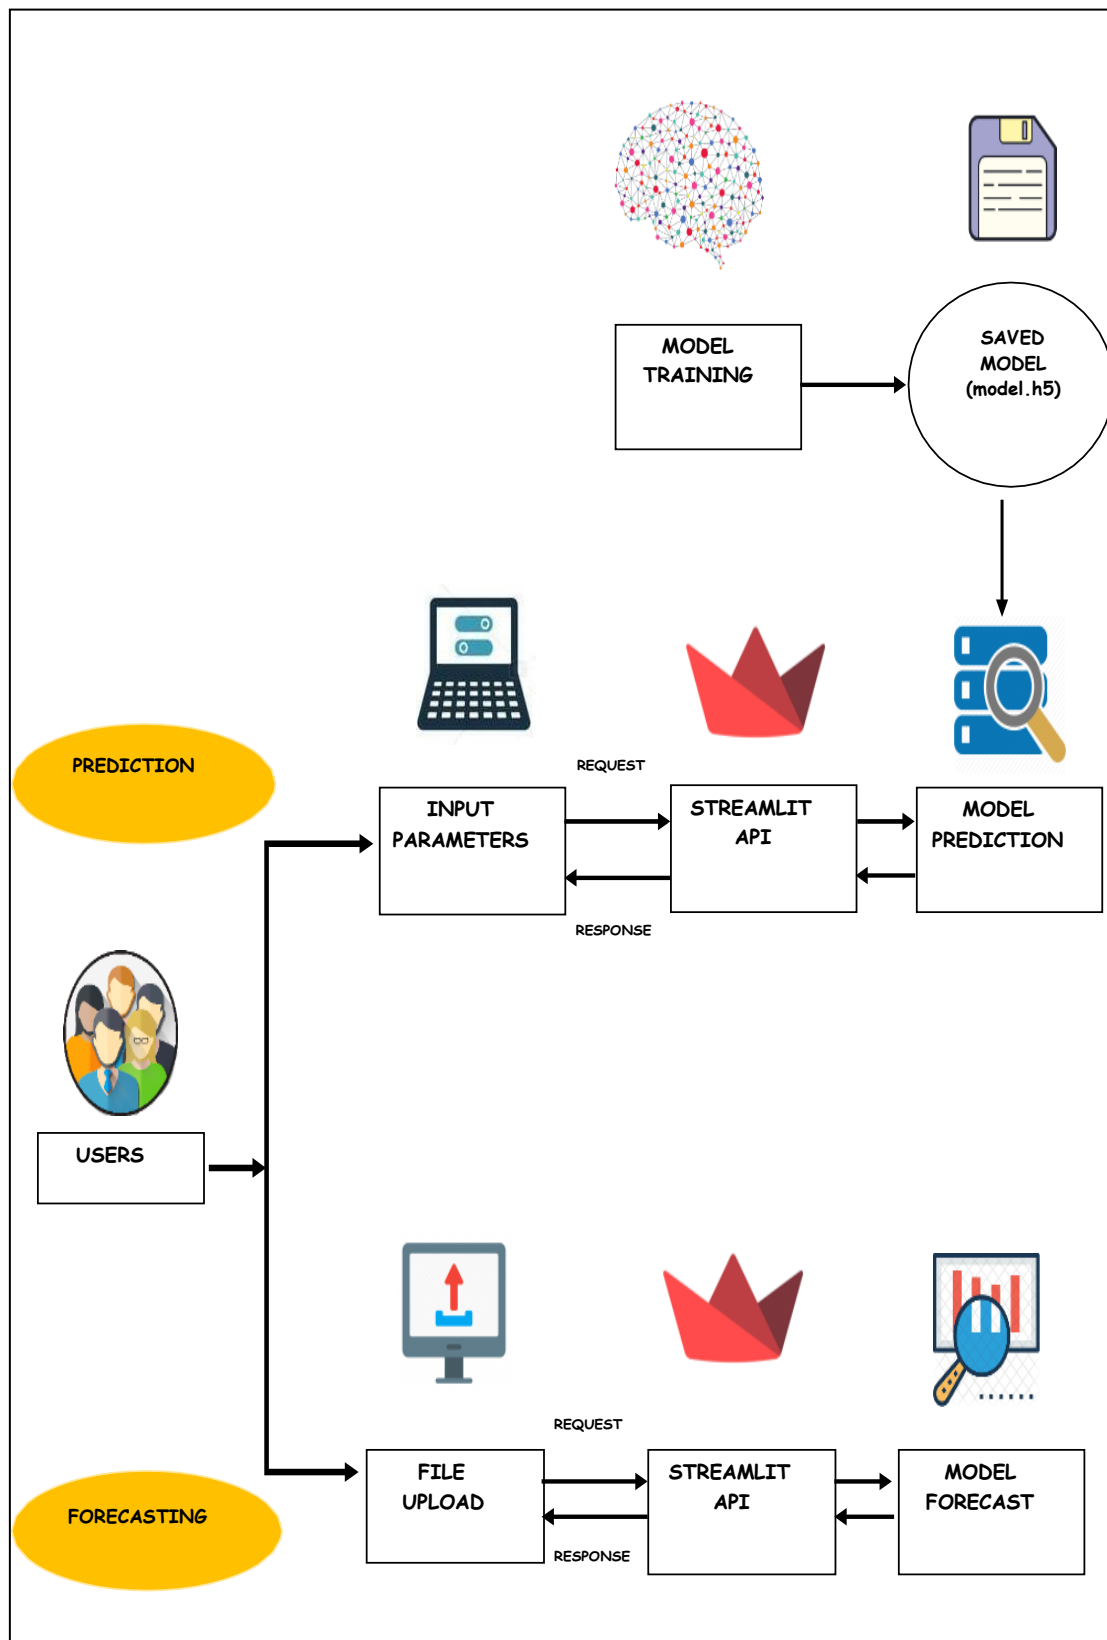 MODEL
TRAINING
SAVED
MODEL
(model.h5)
PREDICTION
REQUEST
INPUT
PARAMETERS
STREAMLIT
API
MODEL
PREDICTION
RESPONSE
USERS
REQUEST
FILE
UPLOAD
STREAMLIT
API
MODEL
FORECAST
FORECASTING
RESPONSE